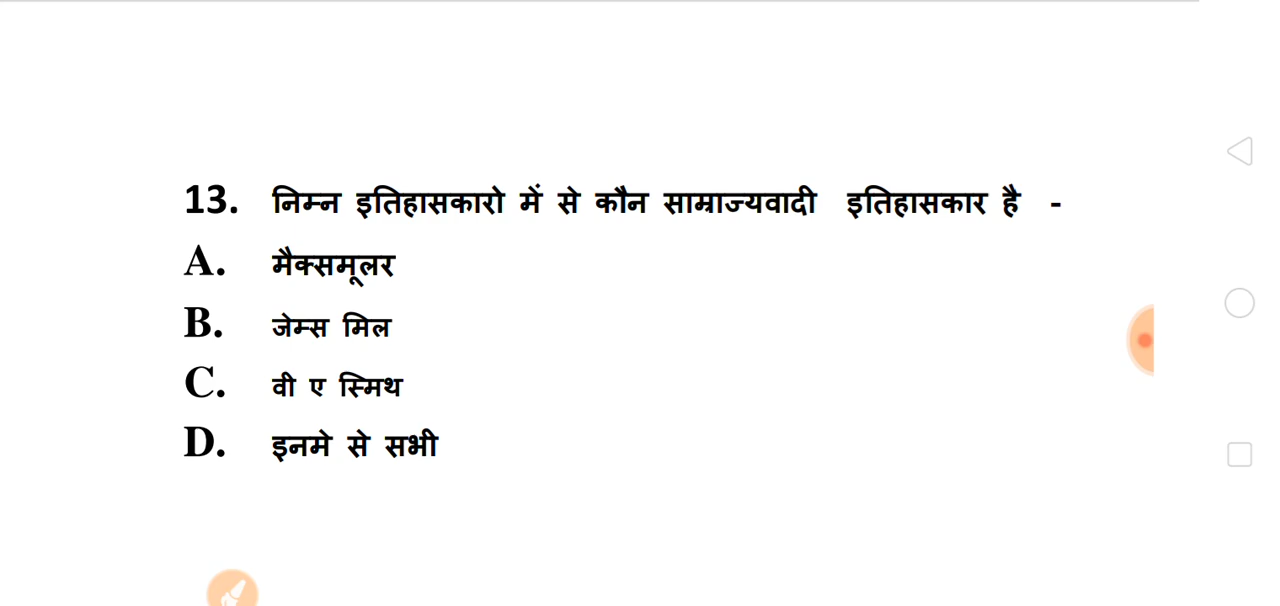 13. निम्न इतिहासकारो में से कौन साम्राज्यवादी इतिहासकार है -
A. मैक्समूलर
B. जेम्स मिल
C. वी ए स्मिथ
D. इनमे से सभी